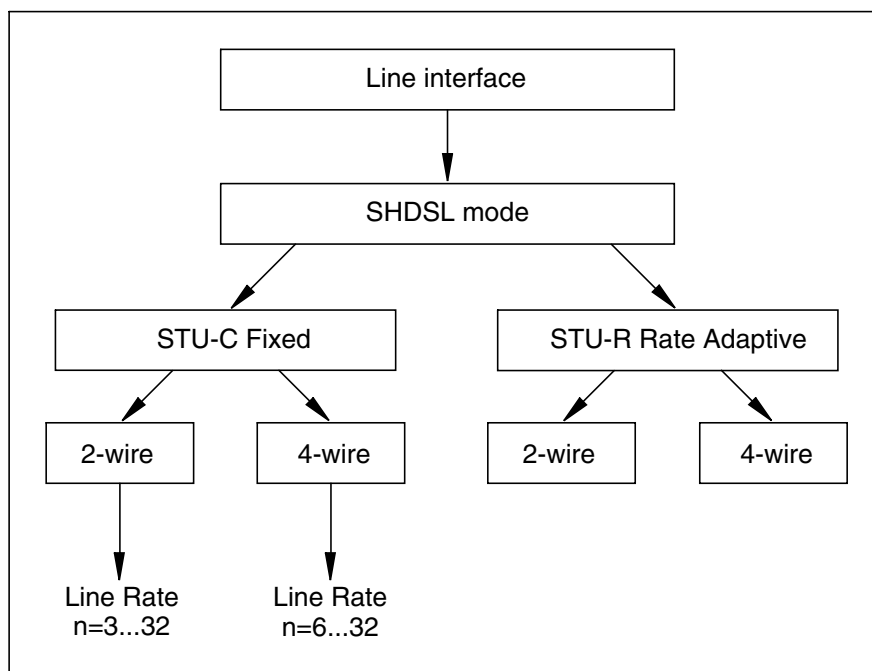 Line interface
SHDSL mode
STU-C Fixed
STU-R Rate Adaptive
2-wire
4-wire
2-wire
4-wire
Line Rate
n=3...32
Line Rate
n=6...32